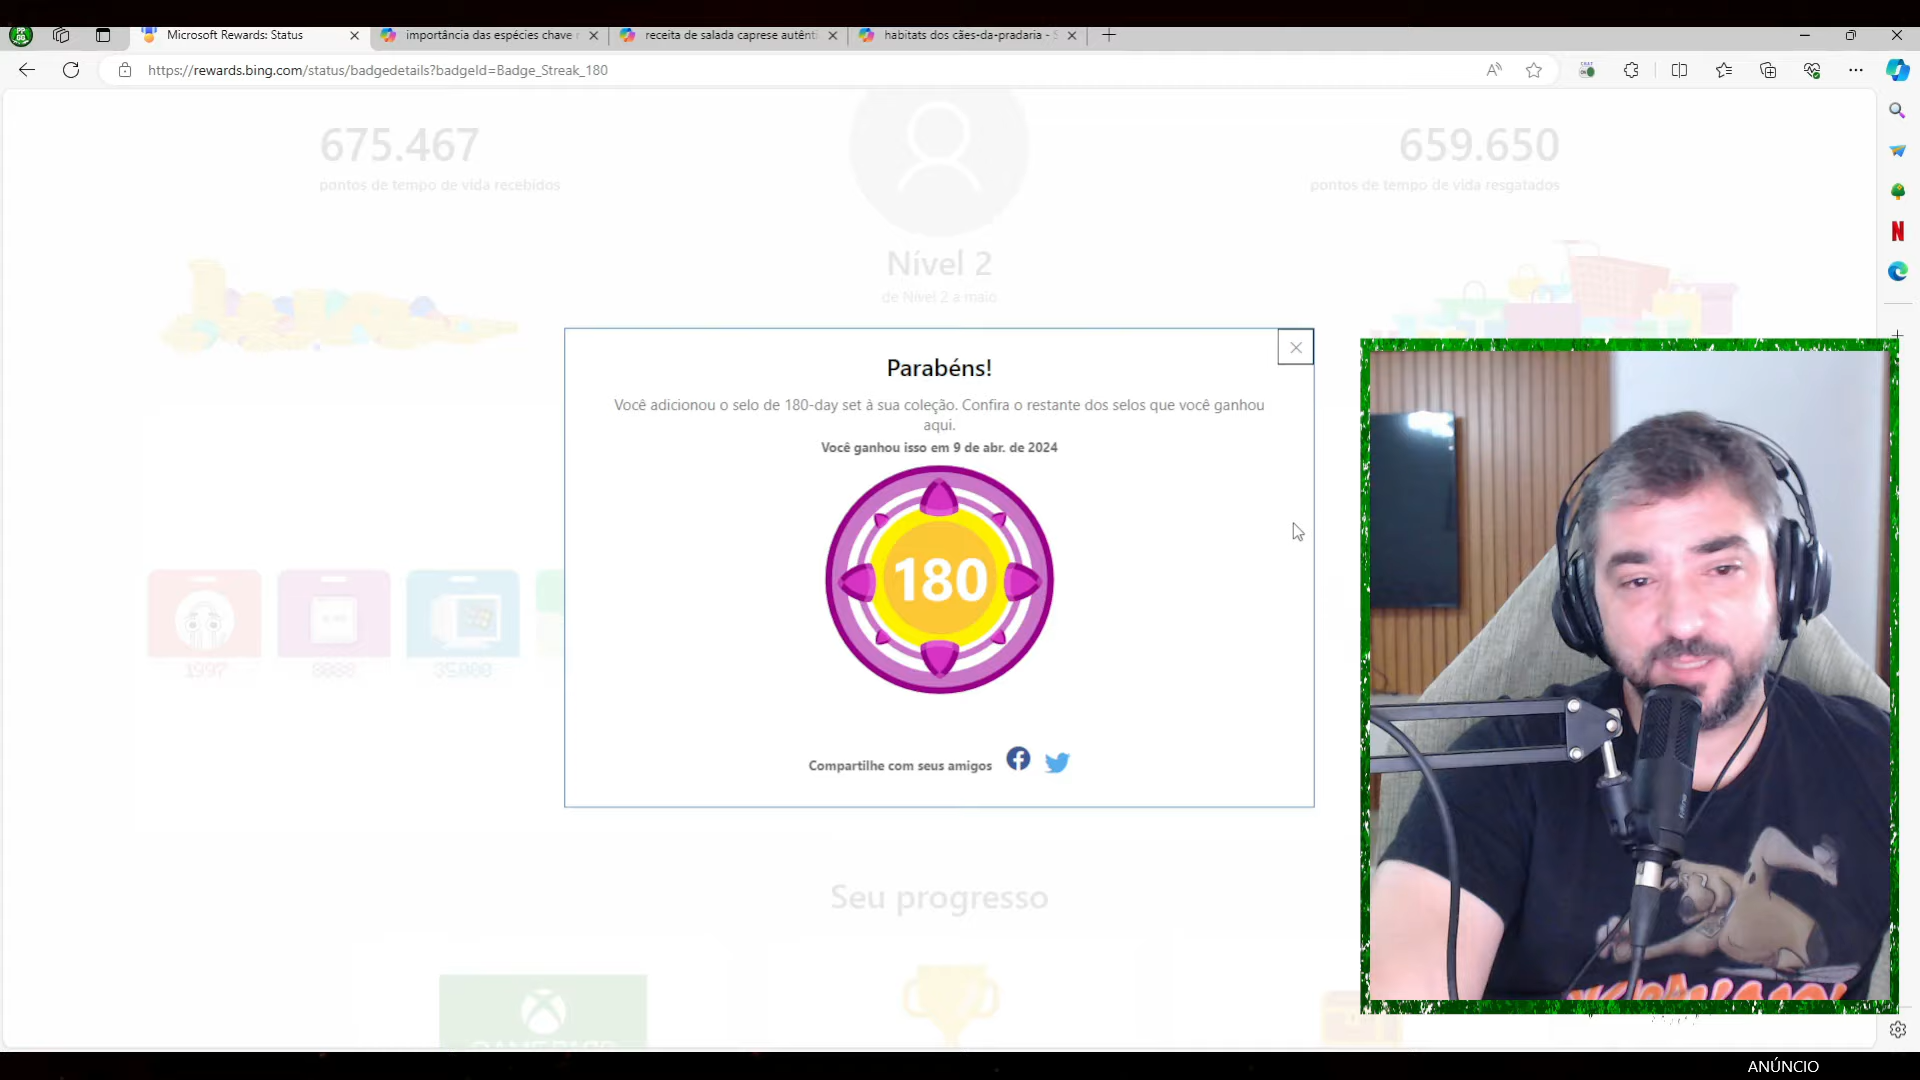 Microsoft Rewards: Status
importância das espécies chave
receita de salada caprese autênti
habitats dos cães-da-pradaria -
https://rewards.bing.com/status/badgedetails?badgeId=Badge_Streak_180
675.467
pontos de tempo de vida recebidos
659.650
pontos de tempo de vida resgatados
Nível 2
de Nível 2 a maio
Parabéns!
Você adicionou o selo de 180-day set à sua coleção. Confira o restante dos selos que você ganhou
aqui.
Você ganhou isso em 9 de abr. de 2024
180
1997
8088
Compartilhe com seus amigos
Seu progresso
GAME PASS
ANÚNCIO